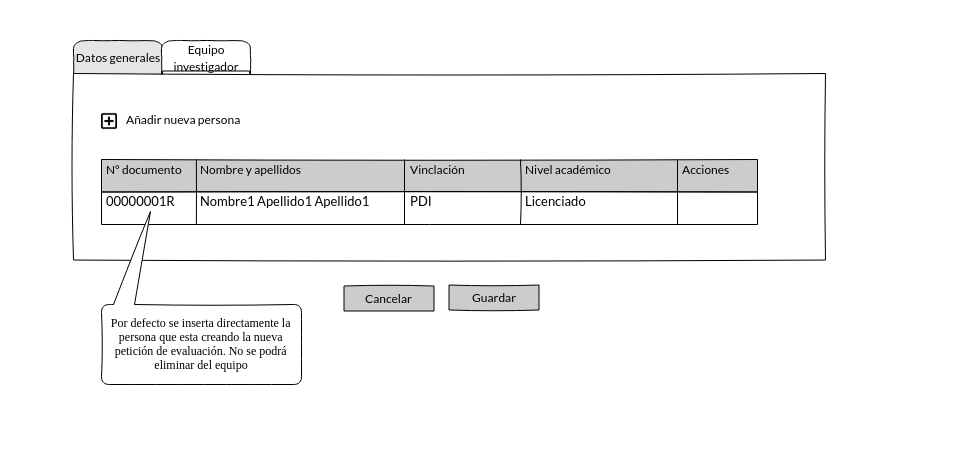 Datos generales
Equipo
investigador
Añadir nueva persona
Nº documento Nombre y apellidos Vinclación Nivel académico Acciones
00000001R Nombre1 Apellido1 Apellido1 PDI Licenciado
Cancelar Guardar
Por defecto se inserta directamente la
persona que esta creando la nueva
petición de evaluación. No se podrá
eliminar del equipo